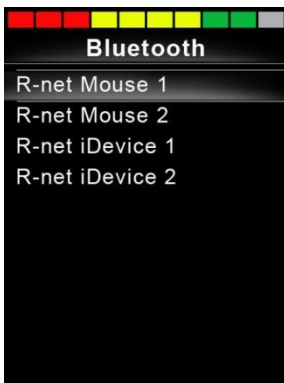 Bluetooth
R-net Mouse 1
R-net Mouse 2
R-net iDevice 1
R-net iDevice 2